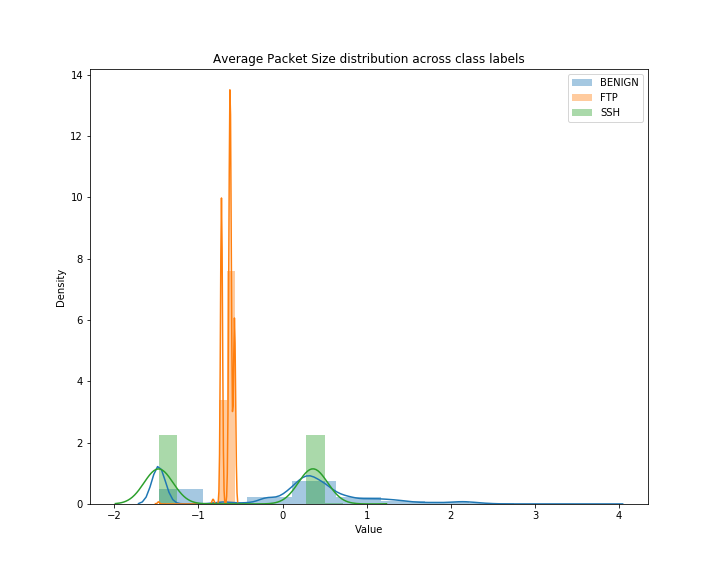 Average Packet Size distribution across class labels
14
12
10
8
6
4
2
0
Density
BENIGN
FTP
SSH
−2
−1
0
1
2
3
4
Value